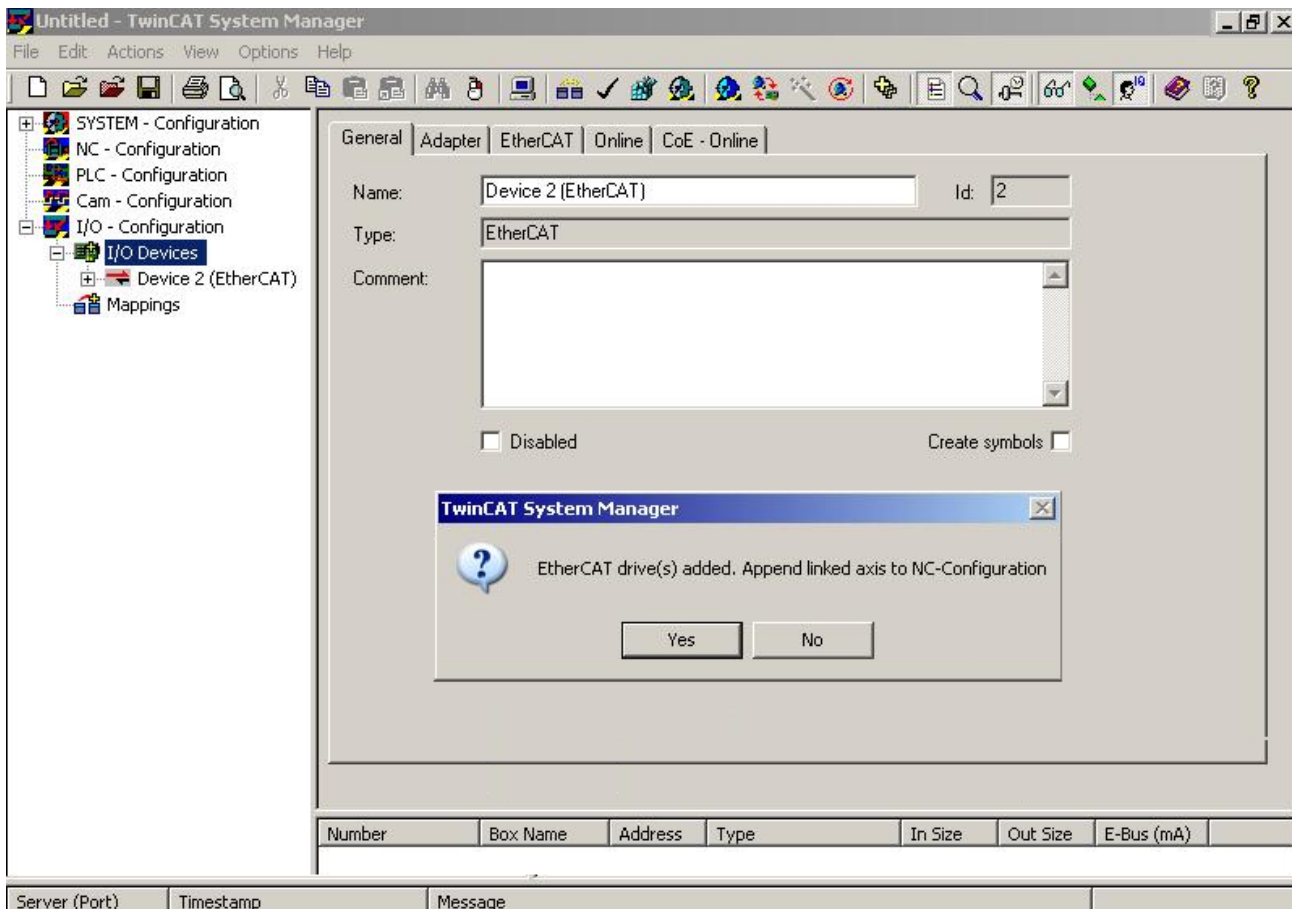 Untitled - TwinCAT System Manager
File Edit Actions View Options Help
SYSTEM - Configuration
NC - Configuration
PLC - Configuration
Cam - Configuration
I/O - Configuration
I/O Devices
Device 2 (EtherCAT)
Mappings
General Adapter EtherCAT Online CoE - Online
Name: Device 2 (EtherCAT) Id: 2
Type: EtherCAT
Comment:
Disabled Create symbols
TwinCAT System Manager
EtherCAT drive(s) added. Append linked axis to NC-Configuration
Yes No
Number Box Name Address Type In Size Out Size E-Bus (mA)
Server (Port) Timestamp Message